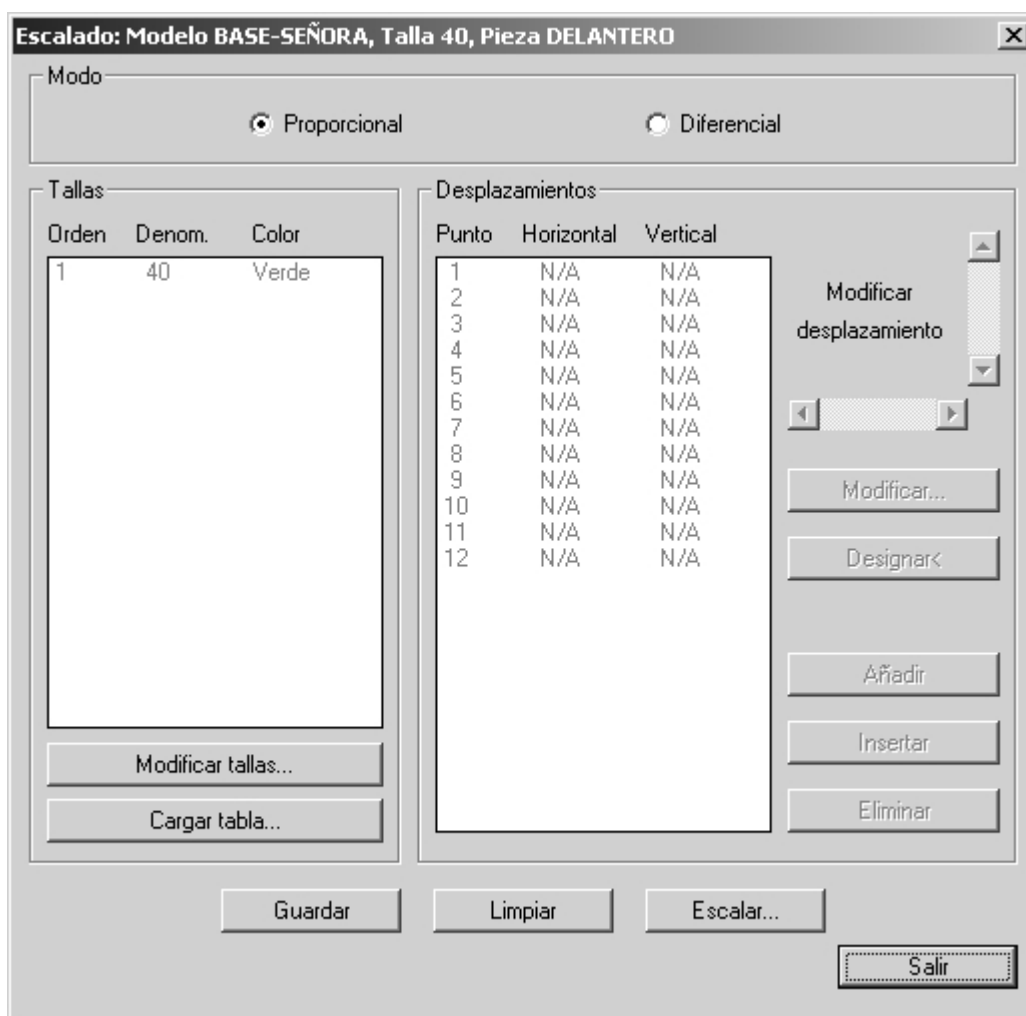 Escalado: Modelo BASE-SEÑORA, Talla 40, Pieza DELANTERO
Modo
Proporcional
Diferencial
Tallas
Orden Denom. Color
1 40 Verde
Modificar tallas...
Cargar tabla...
Desplazamientos
Punto Horizontal Vertical
1 N/A N/A
2 N/A N/A
3 N/A N/A
4 N/A N/A
5 N/A N/A
6 N/A N/A
7 N/A N/A
8 N/A N/A
9 N/A N/A
10 N/A N/A
11 N/A N/A
12 N/A N/A
Modificar
desplazamiento
Modificar...
Designar<
Añadir
Insertar
Eliminar
Guardar
Limpiar
Escalar...
Salir